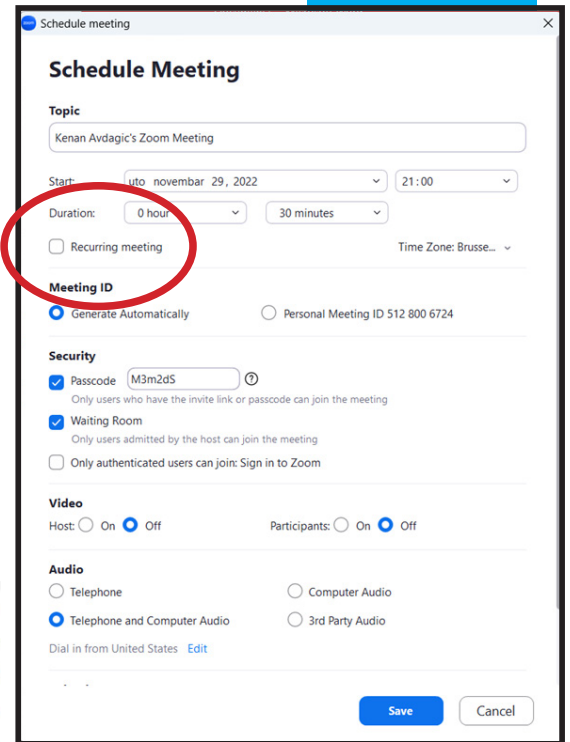 Schedule meeting
Schedule Meeting
Topic
Kenan Avdagic's Zoom Meeting
Start: uto novembar 29, 2022 21:00
Duration: 0 hour 30 minutes
Recurring meeting Time Zone: Brusse...
Meeting ID
Generate Automatically Personal Meeting ID 512 800 6724
Security
Passcode M3m2dS
Only users who have the invite link or passcode can join the meeting
Waiting Room
Only users admitted by the host can join the meeting
Only authenticated users can join: Sign in to Zoom
Video
Host: On Off Participants: On Off
Audio
Telephone Computer Audio
Telephone and Computer Audio 3rd Party Audio
Dial in from United States Edit
Save Cancel